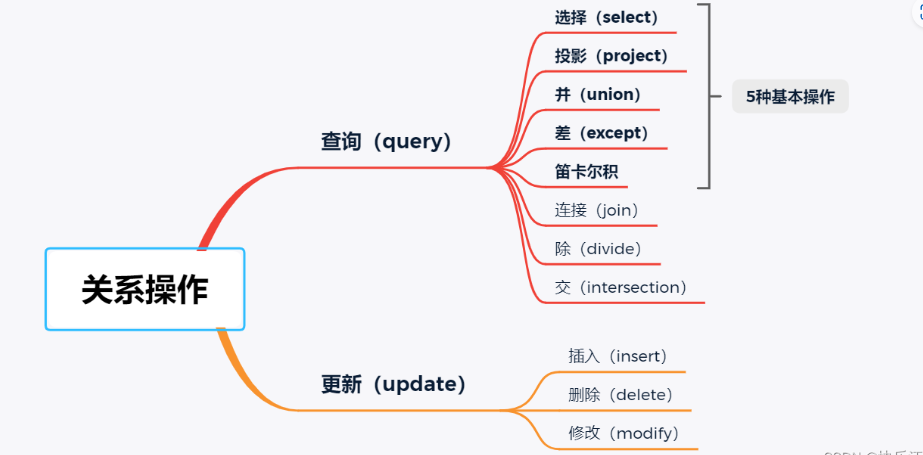 选择（select）
投影（project）
并（union）
差（except）
笛卡尔积
5种基本操作
查询（query）
连接（join）
除（divide）
交（intersection）
关系操作
更新（update）
插入（insert）
删除（delete）
修改（modify）